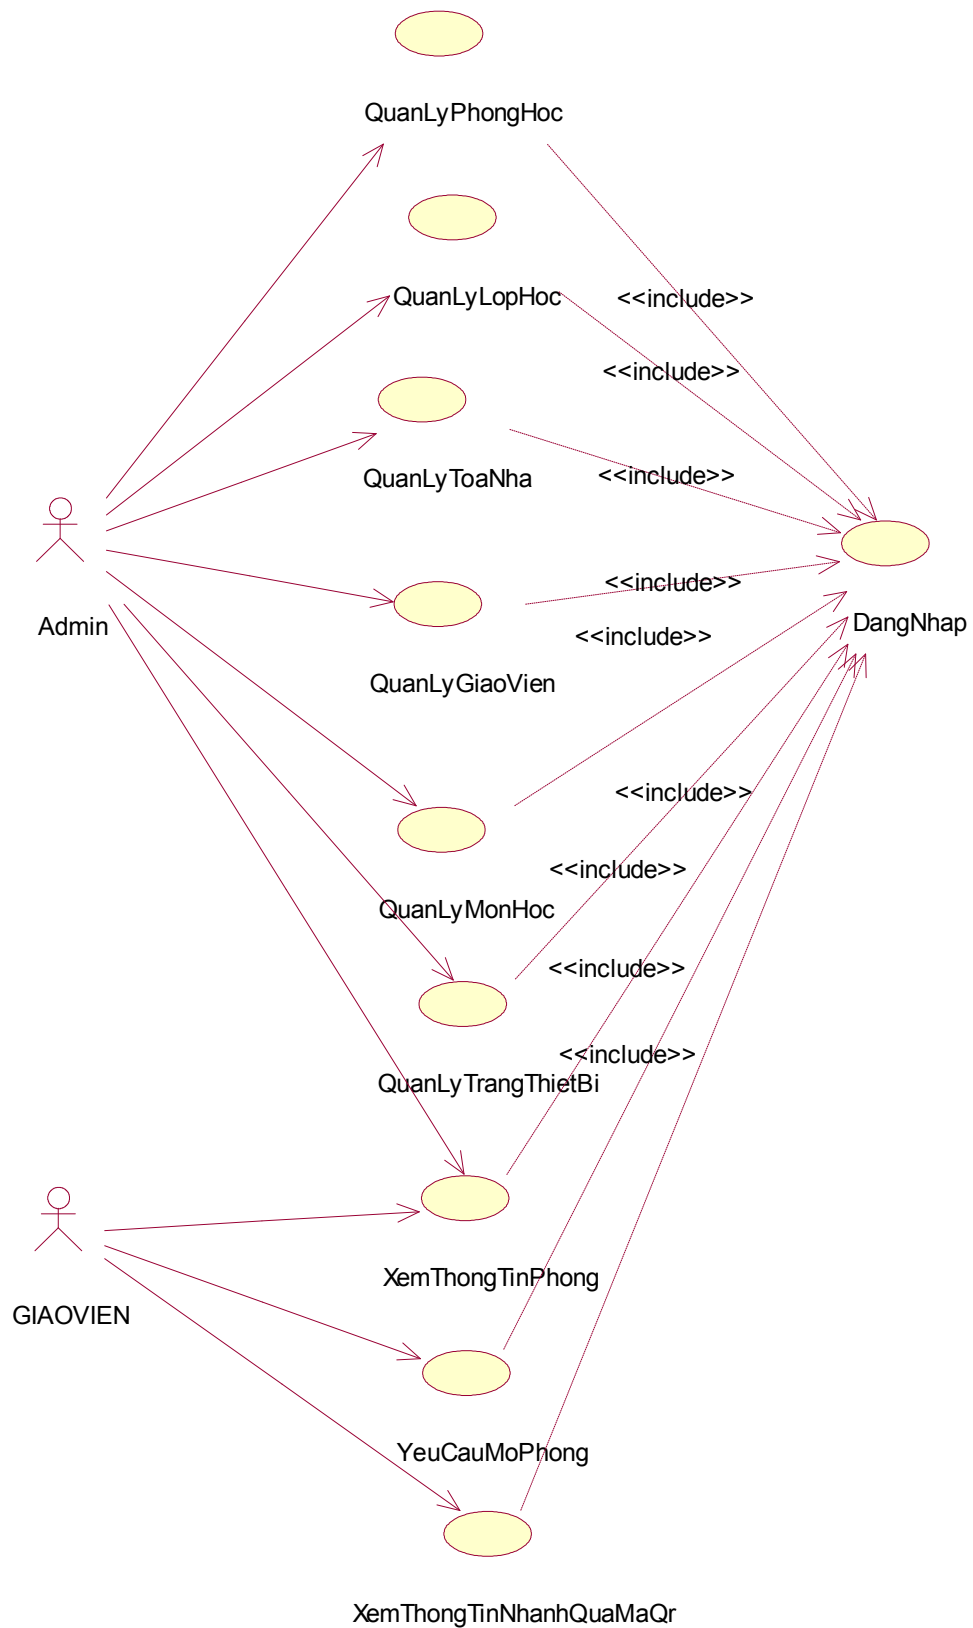 QuanLyPhongHoc
QuanLyLopHoc
<<include>>
<<include>>
QuanLyToaNha
<<include>>
<<include>>
Admin
DangNhap
<<include>>
QuanLyGiaoVien
<<include>>
<<include>>
QuanLyMonHoc
<<include>>
<<include>>
QuanLyTrangThietBi
XemThongTinPhong
GIAOVIEN
YeuCauMoPhong
XemThongTinNhanhQuaMaQr